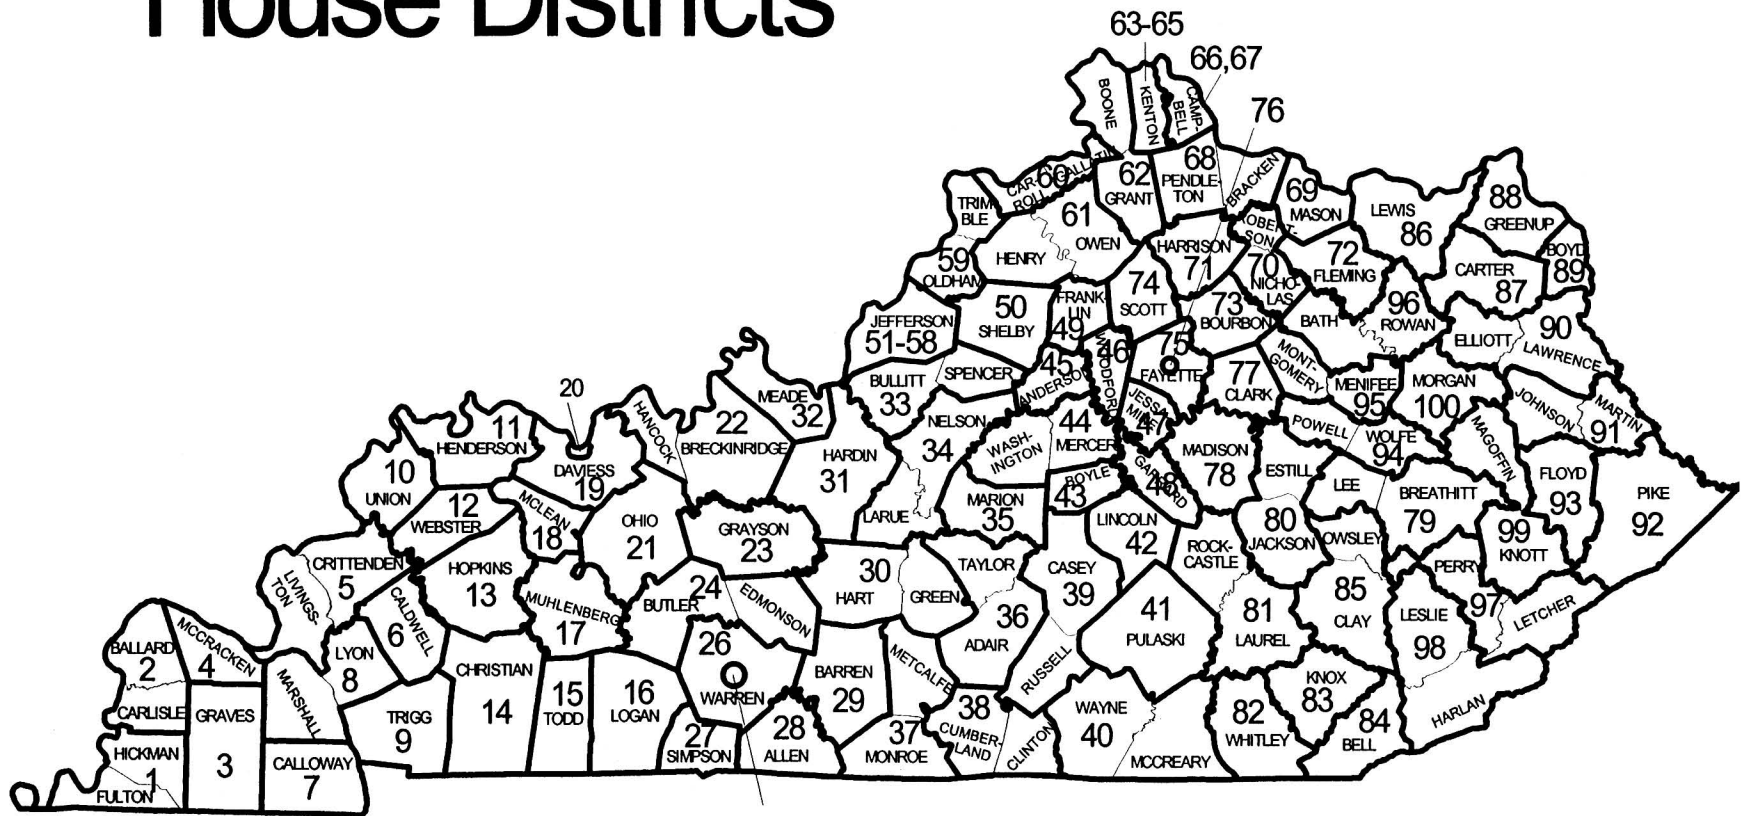 House Districts
63-65
66,67
76
BOONE
KENTON
CAMP-
BELL
60
CAR-
ROLL
GALLATIN
62
GRANT
68
PENDLE-
TON
BRACKEN
69
MASON
LEWIS
86
88
GREENUP
TRIM
BLE
61
OWEN
HENRY
HARRISON
71
ROBERT-
SON
70
NICHO-
LAS
72
FLEMING
BOYD
89
CARTER
87
59
OLDHAM
50
SHELBY
FRANK-
LIN
49
74
SCOTT
73
BOURBON
BATH
96
ROWAN
ELLIOTT
90
LAWRENCE
JEFFERSON
51-58
46
WOODFORD
75
FAYETTE
77
CLARK
MONT-
GOMERY
MENIFEE
95
MORGAN
100
JOHNSON
MARTIN
91
BULLITT
33
SPENCER
45
ANDERSON
JESSA-
MINE
47
POWELL
WOLFE
94
MAGOFFIN
20
MEADE
32
22
BRECKINRIDGE
HANCOCK
NELSON
34
WASH-
INGTON
44
MERCER
MADISON
78
ESTILL
LEE
BREATHITT
79
FLOYD
93
PIKE
92
11
HENDERSON
DAVIESS
19
HARDIN
31
BOYLE
43
GARRARD
48
10
UNION
12
WEBSTER
MCLEAN
18
OHIO
21
GRAYSON
23
LARUE
MARION
35
LINCOLN
42
ROCK-
CASTLE
80
JACKSON
OWSLEY
99
KNOTT
PERRY
97
LETCHER
CRITTENDEN
5
LIVINGS-
TON
HOPKINS
13
MUHLENBERG
17
BUTLER
24
EDMONSON
30
HART
GREEN
TAYLOR
CASEY
39
41
PULASKI
81
LAUREL
85
CLAY
LESLIE
98
CALDWELL
6
36
ADAIR
RUSSELL
BALLARD
2
MCCRACKEN
4
LYON
8
CHRISTIAN
14
15
TODD
16
LOGAN
26
WARREN
BARREN
29
METCALFE
KNOX
83
HARLAN
CARLISLE
GRAVES
3
MARSHALL
TRIGG
9
27
SIMPSON
28
ALLEN
37
MONROE
38
CUMBER-
LAND
CLINTON
WAYNE
40
MCCREARY
82
WHITLEY
84
BELL
HICKMAN
1
FULTON
CALLOWAY
7